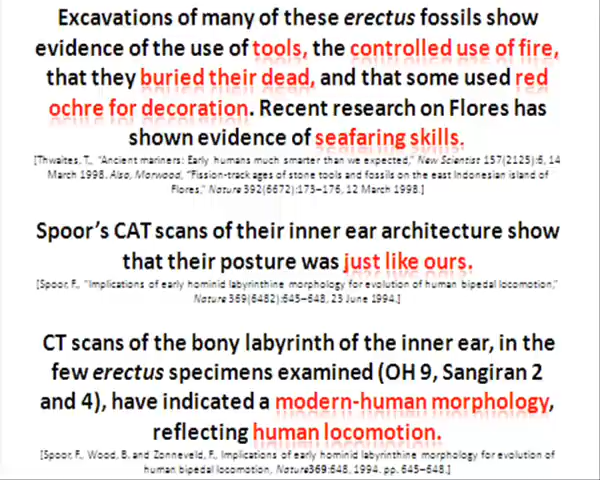 Excavations of many of these erectus fossils show
evidence of the use of tools, the controlled use of fire,
that they buried their dead, and that some used red
ochre for decoration. Recent research on Flores has
shown evidence of seafaring skills.
[Thwaites, T., "Ancient mariners: Early humans much smarter than we expected," New Scientist 157(2125):6, 14
March 1998. Also, Morwood, "Fission-track ages of stone tools and fossils on the east Indonesian island of
Flores," Nature 392(6672):173–176, 12 March 1998.]
Spoor's CAT scans of their inner ear architecture show
that their posture was just like ours.
[Spoor, F., "Implications of early hominid labyrinthine morphology for evolution of human bipedal locomotion,"
Nature 369(6482):645–648, 23 June 1994.]
CT scans of the bony labyrinth of the inner ear, in the
few erectus specimens examined (OH 9, Sangiran 2
and 4), have indicated a modern-human morphology,
reflecting human locomotion.
[Spoor, F., Wood, B. and Zonneveld, F., Implications of early hominid labyrinthine morphology for evolution of
human bipedal locomotion, Nature369:648, 1994. pp. 645–648.]